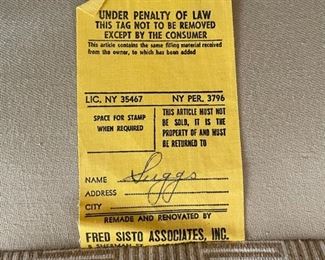 UNDER PENALTY OF LAW
THIS TAG NOT TO BE REMOVED
EXCEPT BY THE CONSUMER
This article contains the same filling material received
from the owner, to which has been added
LIC. NY 35467 NY PER. 3796
SPACE FOR STAMP
WHEN REQUIRED
THIS ARTICLE MUST NOT
BE SOLD, IT IS THE
PROPERTY OF AND MUST
BE RETURNED TO
NAME Suggs
ADDRESS
CITY
REMADE AND RENOVATED BY
FRED SISTO ASSOCIATES, INC.